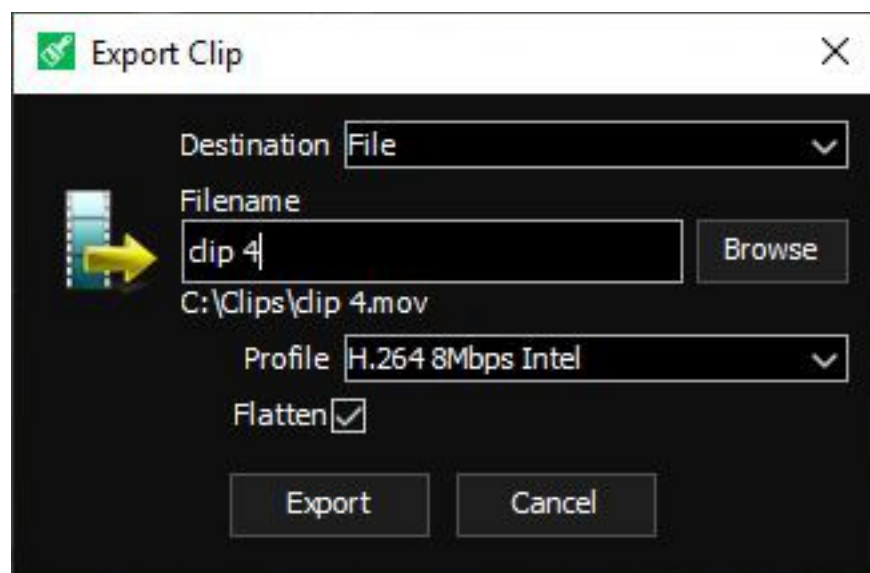 Export Clip
Destination File
Filename
clip 4
Browse
C:\Clips\clip 4.mov
Profile H.264 8Mbps Intel
Flatten
Export Cancel